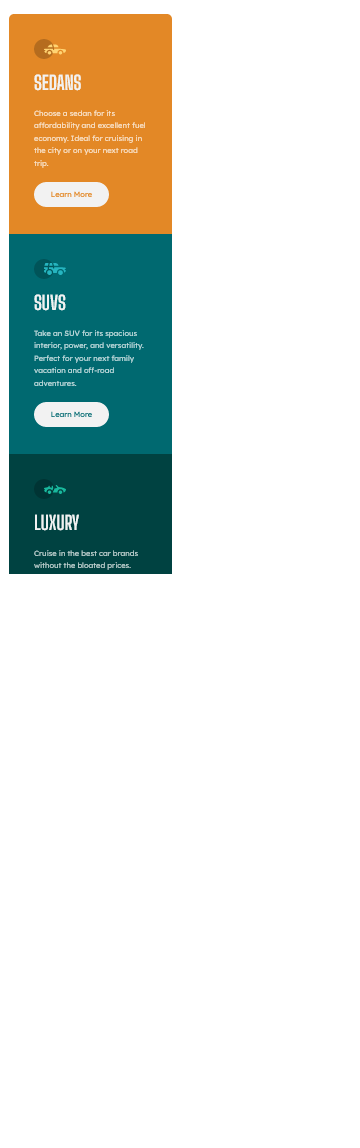 SEDANS
Choose a sedan for its
affordability and excellent fuel
economy. Ideal for cruising in
the city or on your next road
trip.
Learn More
SUVS
Take an SUV for its spacious
interior, power, and versatility.
Perfect for your next family
vacation and off-road
adventures.
Learn More
LUXURY
Cruise in the best car brands
without the bloated prices.